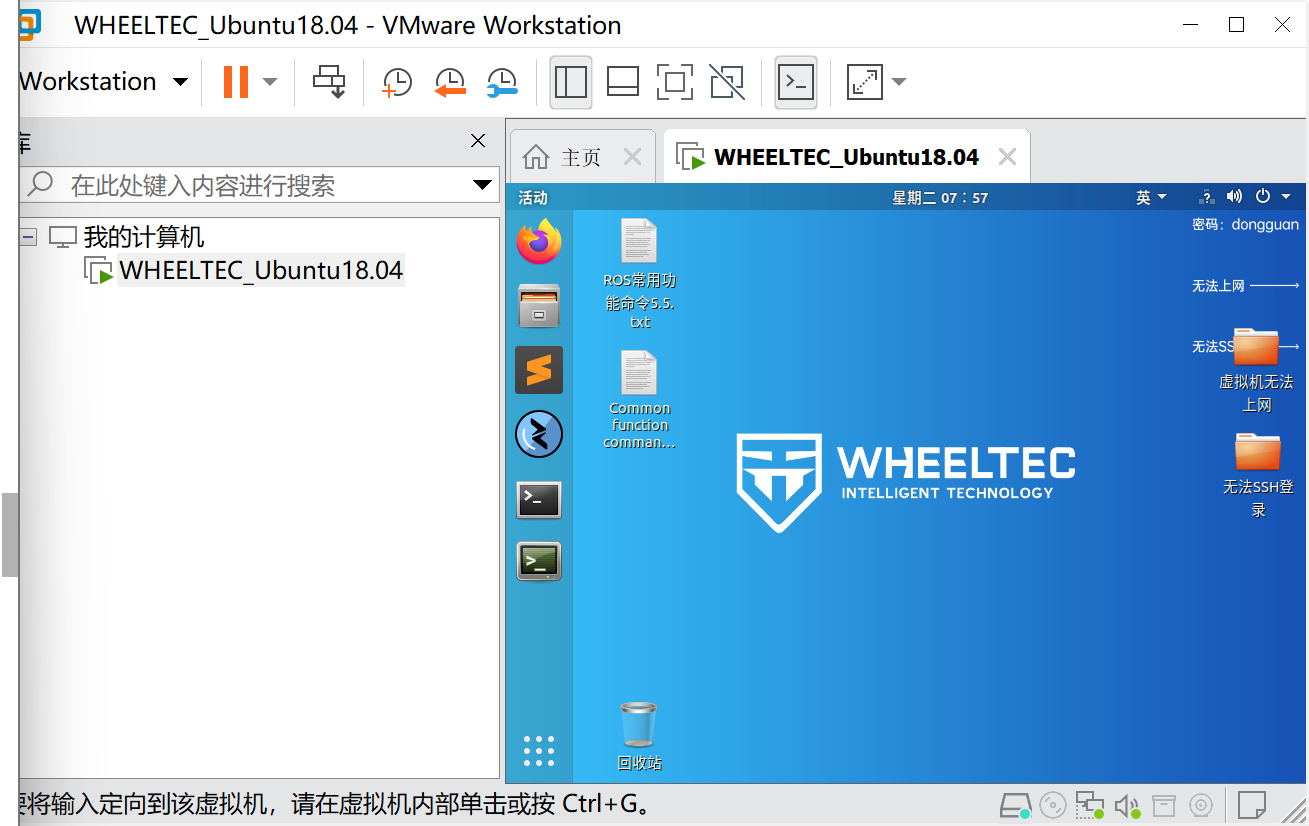 WHEELTEC_Ubuntu18.04 - VMware Workstation
Workstation
库
在此处键入内容进行搜索
我的计算机
WHEELTEC_Ubuntu18.04
主页
WHEELTEC_Ubuntu18.04
活动
星期二 07：57
英
密码：dongguan
无法上网
无法SS
虚拟机无法
上网
无法SSH登
录
ROS常用功
能命令5.5.
txt
Common
function
comman...
WHEELTEC
INTELLIGENT TECHNOLOGY
回收站
要将输入定向到该虚拟机，请在虚拟机内部单击或按 Ctrl+G。